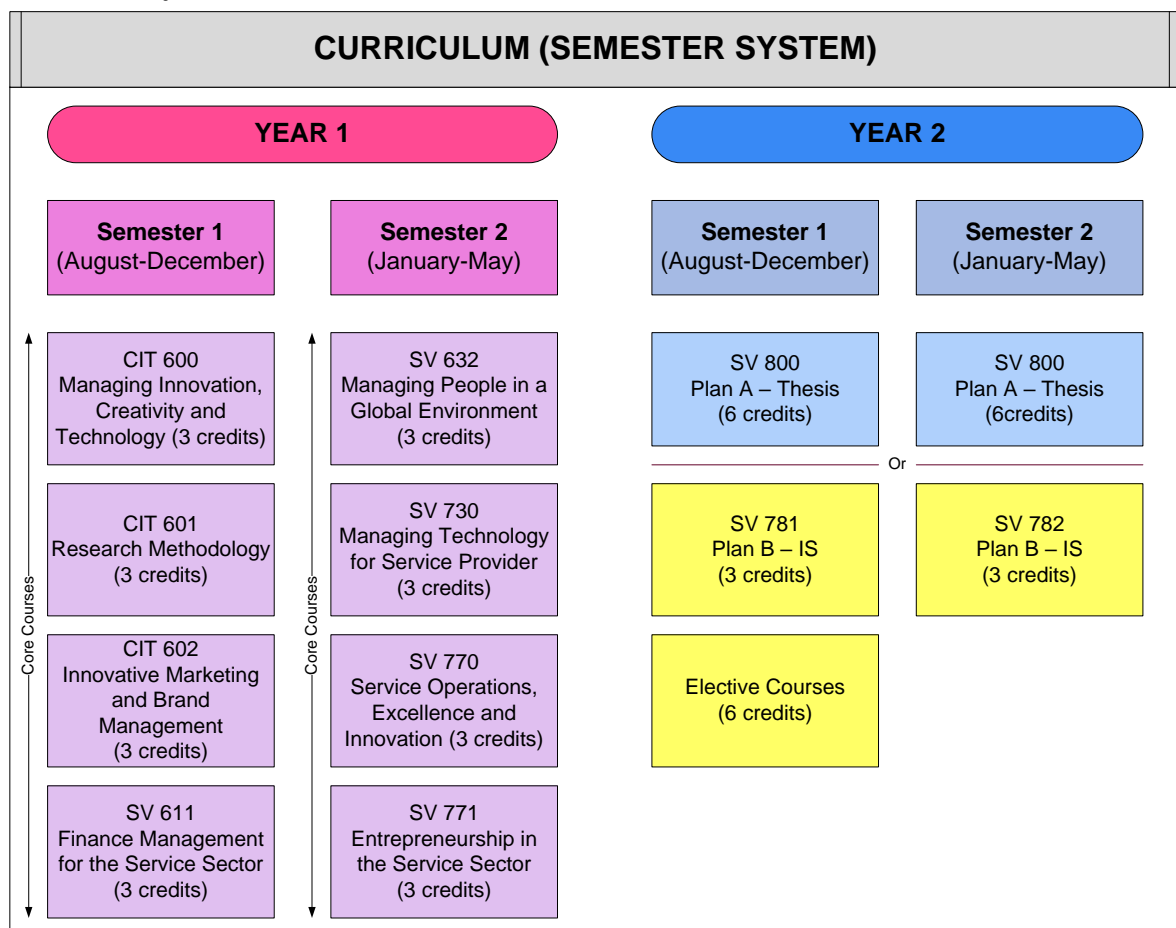 CURRICULUM (SEMESTER SYSTEM)
YEAR 1
YEAR 2
Semester 1
(August-December)
Semester 2
(January-May)
Semester 1
(August-December)
Semester 2
(January-May)
Core Courses
CIT 600
Managing Innovation,
Creativity and
Technology (3 credits)
CIT 601
Research Methodology
(3 credits)
CIT 602
Innovative Marketing
and Brand
Management
(3 credits)
SV 611
Finance Management
for the Service Sector
(3 credits)
Core Courses
SV 632
Managing People in a
Global Environment
(3 credits)
SV 730
Managing Technology
for Service Provider
(3 credits)
SV 770
Service Operations,
Excellence and
Innovation (3 credits)
SV 771
Entrepreneurship in
the Service Sector
(3 credits)
SV 800
Plan A – Thesis
(6 credits)
SV 800
Plan A – Thesis
(6credits)
Or
SV 781
Plan B – IS
(3 credits)
SV 782
Plan B – IS
(3 credits)
Elective Courses
(6 credits)